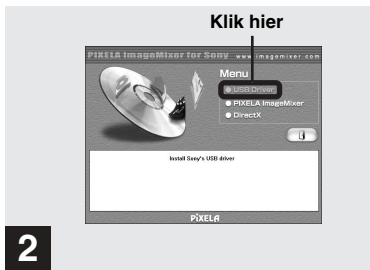 Klik hier
PIXELA ImageMixer for Sony www.imagemixer.com
Menu
USB Driver
PIXELA ImageMixer
DirectX
Install Sony's USB driver
PIXELA
2